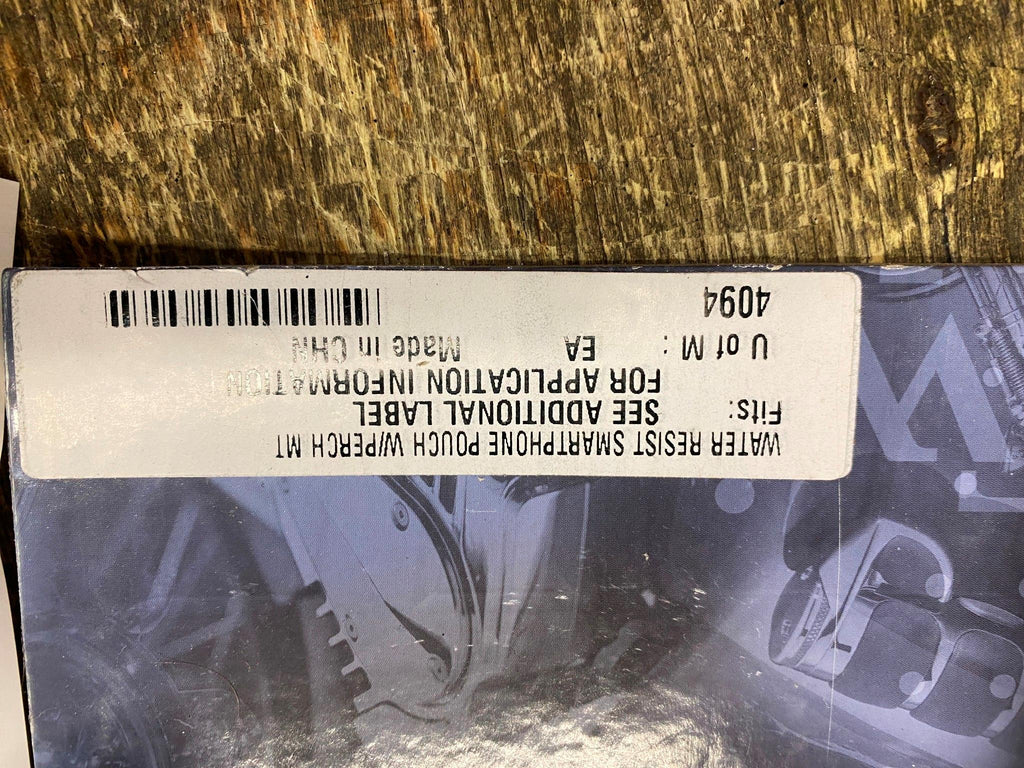 WATER RESIST SMARTPHONE POUCH W/PERCH MT
Fits: SEE ADDITIONAL LABEL
FOR APPLICATION INFORMATION
U of M : EA Made in CHN
4094